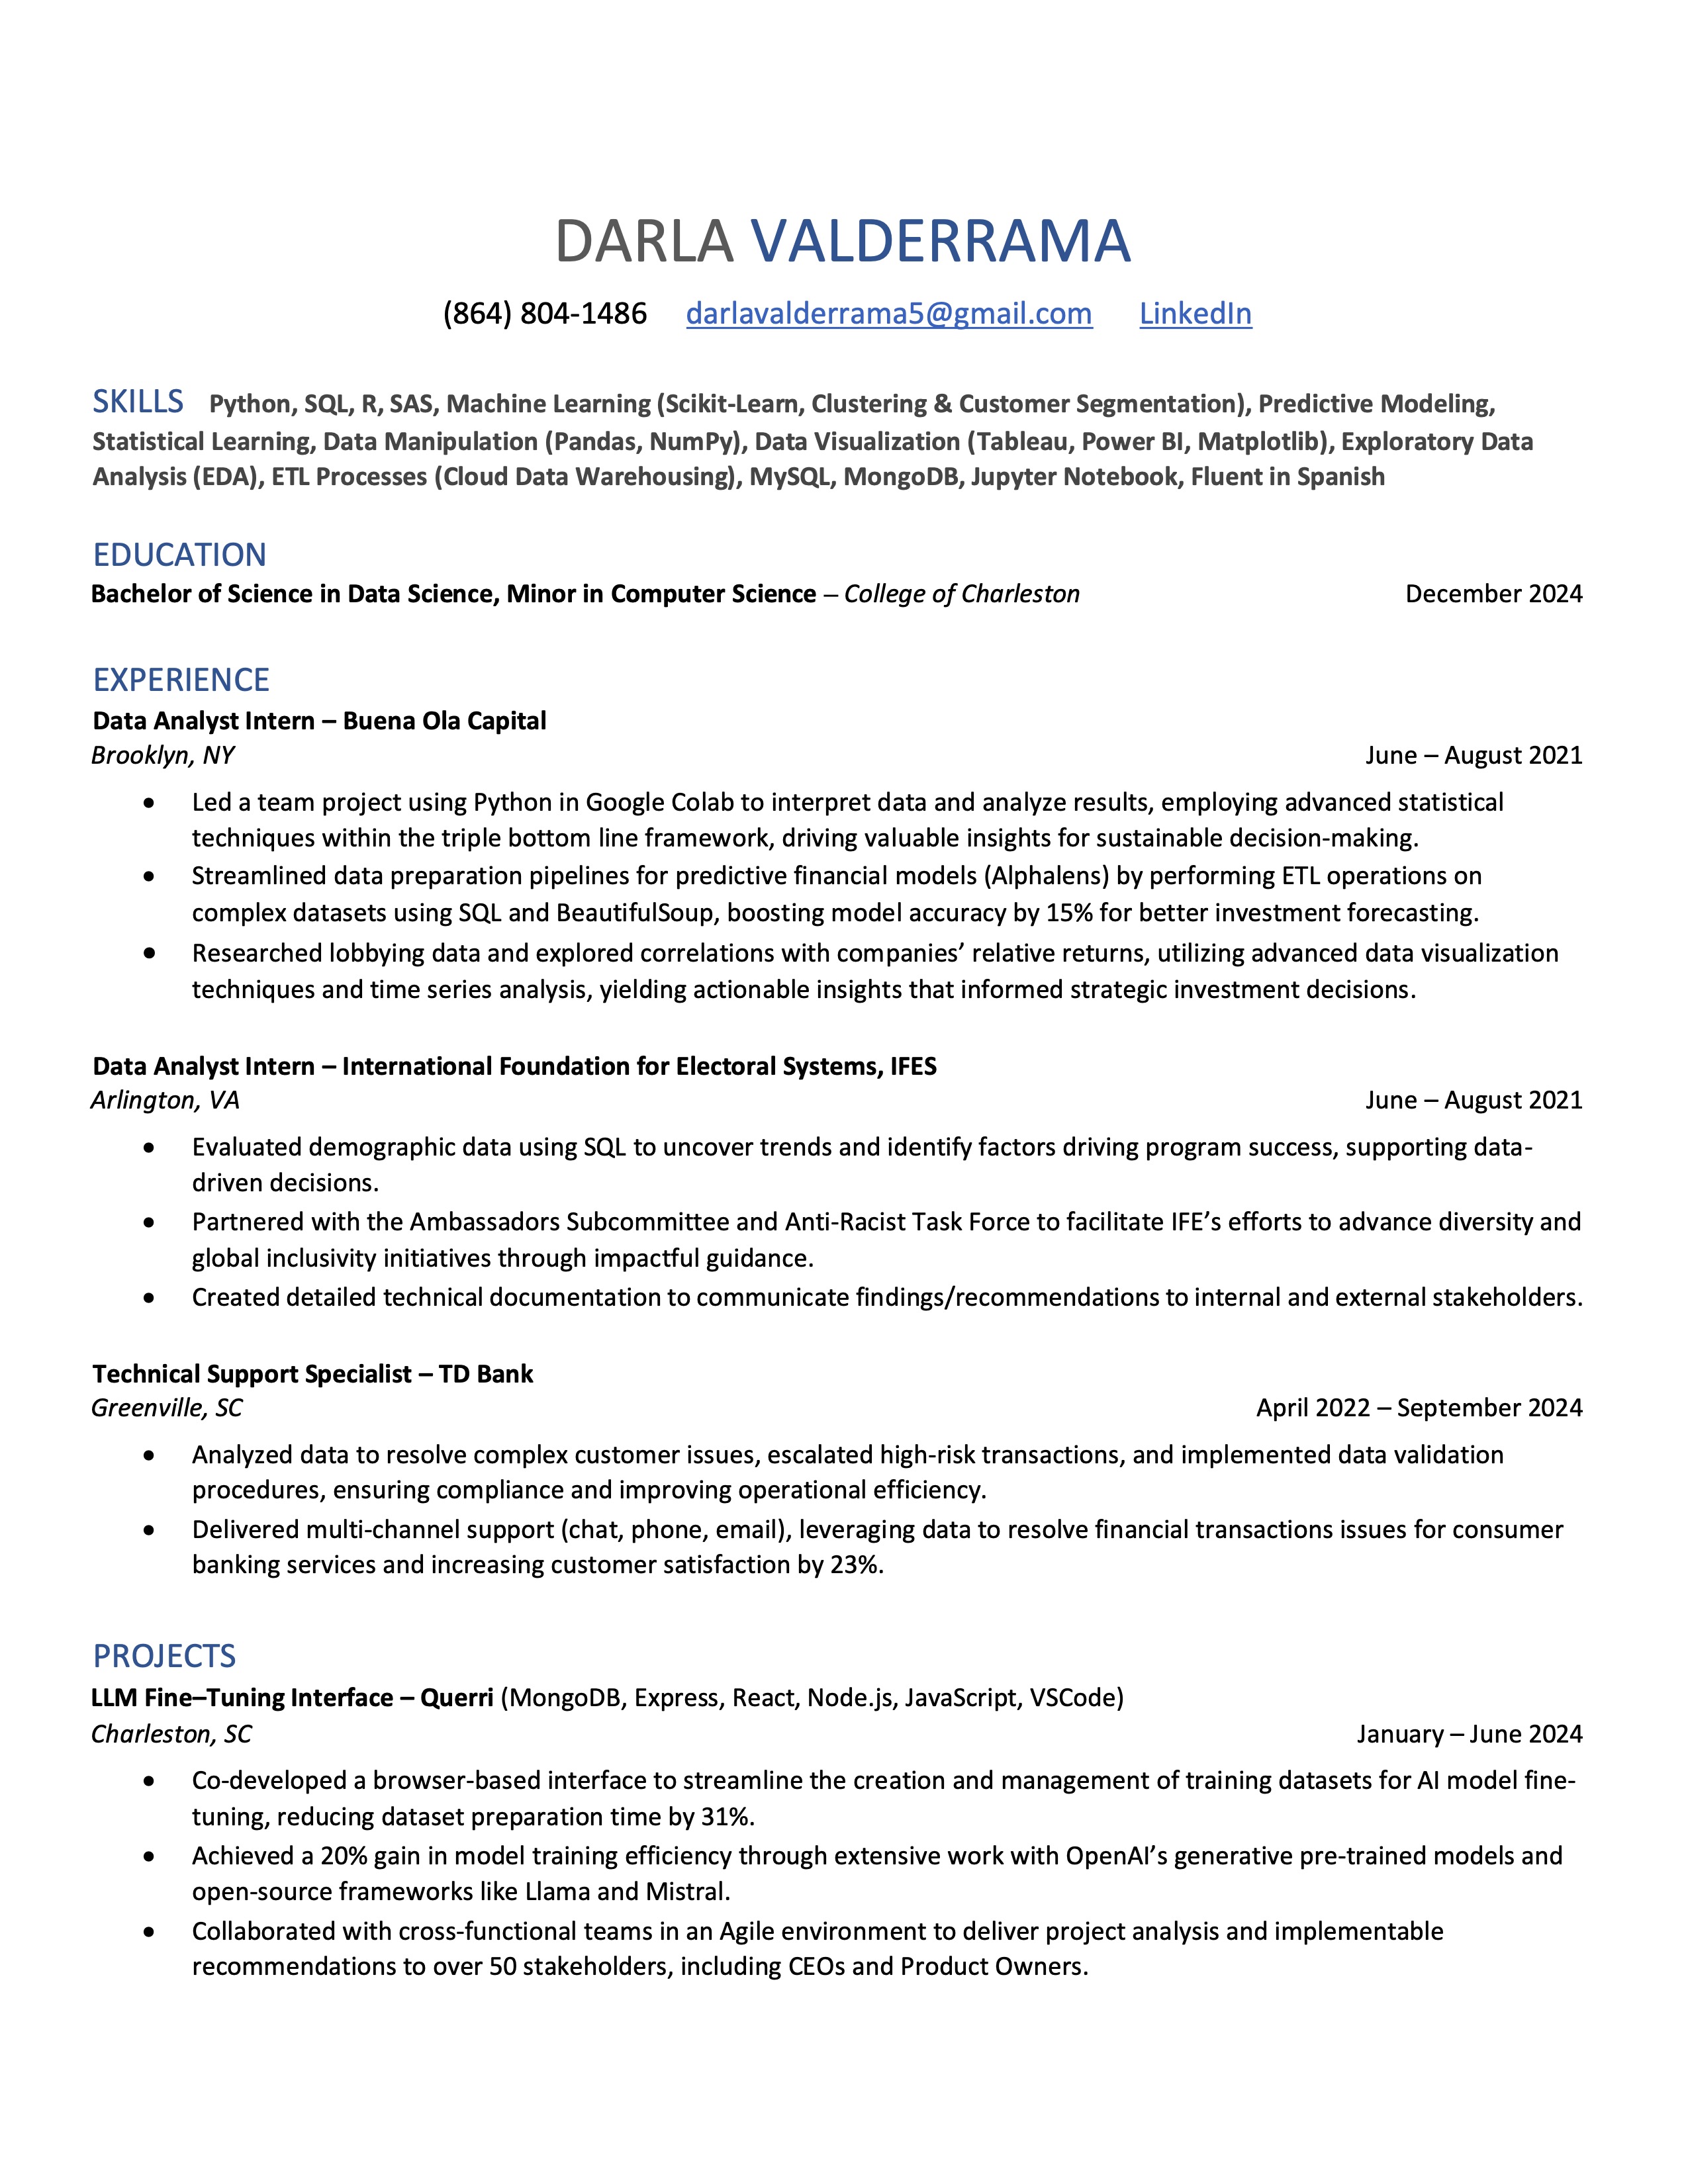 DARLA VALDERRAMA
(864) 804-1486 darlavalderrama5@gmail.com LinkedIn
SKILLS Python, SQL, R, SAS, Machine Learning (Scikit-Learn, Clustering & Customer Segmentation), Predictive Modeling,
Statistical Learning, Data Manipulation (Pandas, NumPy), Data Visualization (Tableau, Power BI, Matplotlib), Exploratory Data
Analysis (EDA), ETL Processes (Cloud Data Warehousing), MySQL, MongoDB, Jupyter Notebook, Fluent in Spanish
EDUCATION
Bachelor of Science in Data Science, Minor in Computer Science – College of Charleston December 2024
EXPERIENCE
Data Analyst Intern – Buena Ola Capital
Brooklyn, NY June – August 2021
• Led a team project using Python in Google Colab to interpret data and analyze results, employing advanced statistical
techniques within the triple bottom line framework, driving valuable insights for sustainable decision-making.
• Streamlined data preparation pipelines for predictive financial models (Alphalens) by performing ETL operations on
complex datasets using SQL and BeautifulSoup, boosting model accuracy by 15% for better investment forecasting.
• Researched lobbying data and explored correlations with companies’ relative returns, utilizing advanced data visualization
techniques and time series analysis, yielding actionable insights that informed strategic investment decisions.
Data Analyst Intern – International Foundation for Electoral Systems, IFES
Arlington, VA June – August 2021
• Evaluated demographic data using SQL to uncover trends and identify factors driving program success, supporting data-
driven decisions.
• Partnered with the Ambassadors Subcommittee and Anti-Racist Task Force to facilitate IFE’s efforts to advance diversity and
global inclusivity initiatives through impactful guidance.
• Created detailed technical documentation to communicate findings/recommendations to internal and external stakeholders.
Technical Support Specialist – TD Bank
Greenville, SC April 2022 – September 2024
• Analyzed data to resolve complex customer issues, escalated high-risk transactions, and implemented data validation
procedures, ensuring compliance and improving operational efficiency.
• Delivered multi-channel support (chat, phone, email), leveraging data to resolve financial transactions issues for consumer
banking services and increasing customer satisfaction by 23%.
PROJECTS
LLM Fine–Tuning Interface – Querri (MongoDB, Express, React, Node.js, JavaScript, VSCode)
Charleston, SC January – June 2024
• Co-developed a browser-based interface to streamline the creation and management of training datasets for AI model fine-
tuning, reducing dataset preparation time by 31%.
• Achieved a 20% gain in model training efficiency through extensive work with OpenAI’s generative pre-trained models and
open-source frameworks like Llama and Mistral.
• Collaborated with cross-functional teams in an Agile environment to deliver project analysis and implementable
recommendations to over 50 stakeholders, including CEOs and Product Owners.